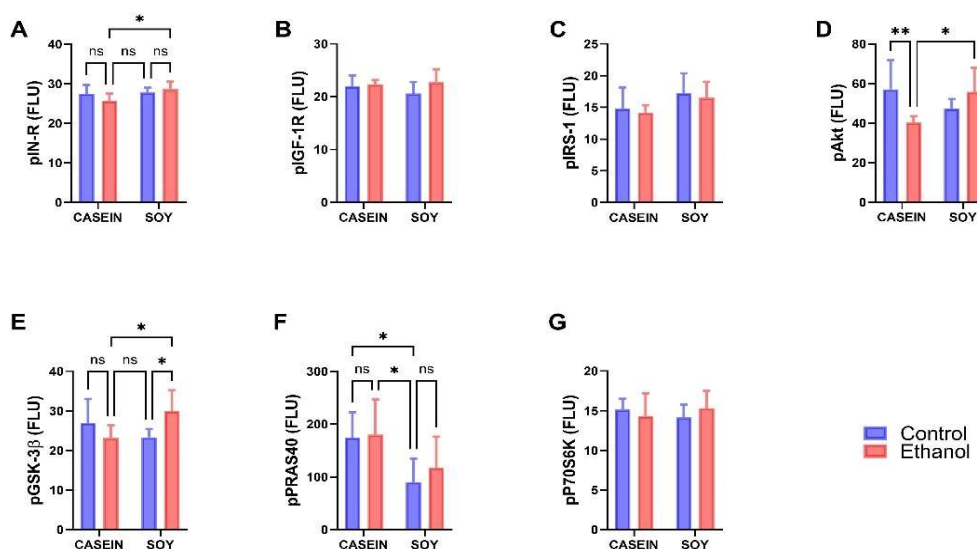 A
pIN-R (FLU)
40
30
20
10
0
ns
ns
ns
*
CASEIN
SOY
B
pIGF-1R (FLU)
30
20
10
0
CASEIN
SOY
C
pIRS-1 (FLU)
25
20
15
10
5
0
CASEIN
SOY
D
pAkt (FLU)
80
60
40
20
0
**
*
CASEIN
SOY
E
pGSK-3β (FLU)
40
30
20
10
0
*
ns
ns
*
CASEIN
SOY
F
pPRAS40 (FLU)
300
200
100
0
*
ns
*
ns
CASEIN
SOY
G
pP70S6K (FLU)
20
15
10
5
0
CASEIN
SOY
Control
Ethanol